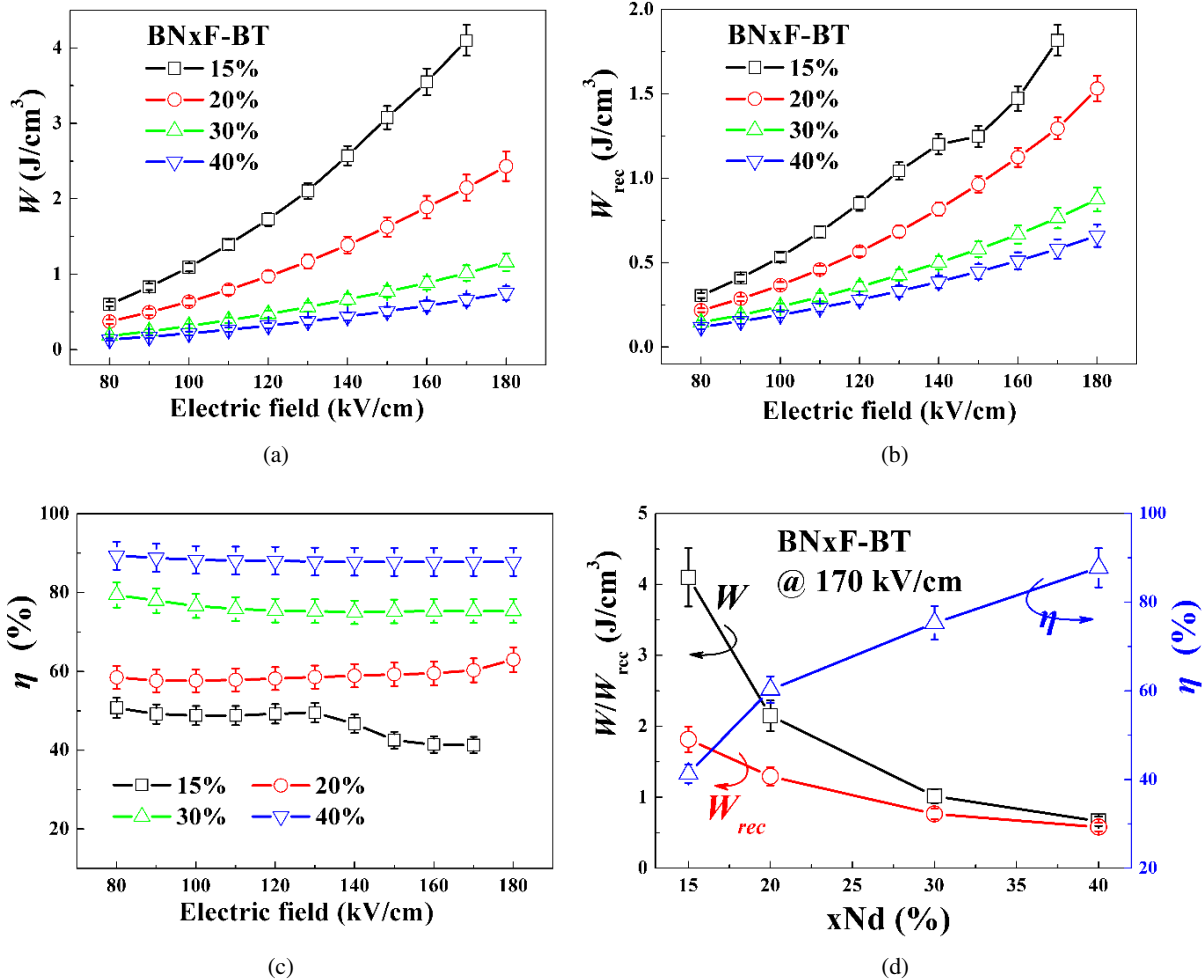 BNxF-BT
15%
20%
30%
40%
W (J/cm³)
4
3
2
1
0
80 100 120 140 160 180
Electric field (kV/cm)
(a)
BNxF-BT
15%
20%
30%
40%
W_rec (J/cm³)
2.0
1.5
1.0
0.5
0.0
80 100 120 140 160 180
Electric field (kV/cm)
(b)
η (%)
100
80
60
40
20
15% 20%
30% 40%
80 100 120 140 160 180
Electric field (kV/cm)
(c)
BNxF-BT
@ 170 kV/cm
W/W_rec (J/cm³)
5
4
3
2
1
0
W
W_rec
η
100
80
60
40
20
η (%)
15 20 25 30 35 40
xNd (%)
(d)